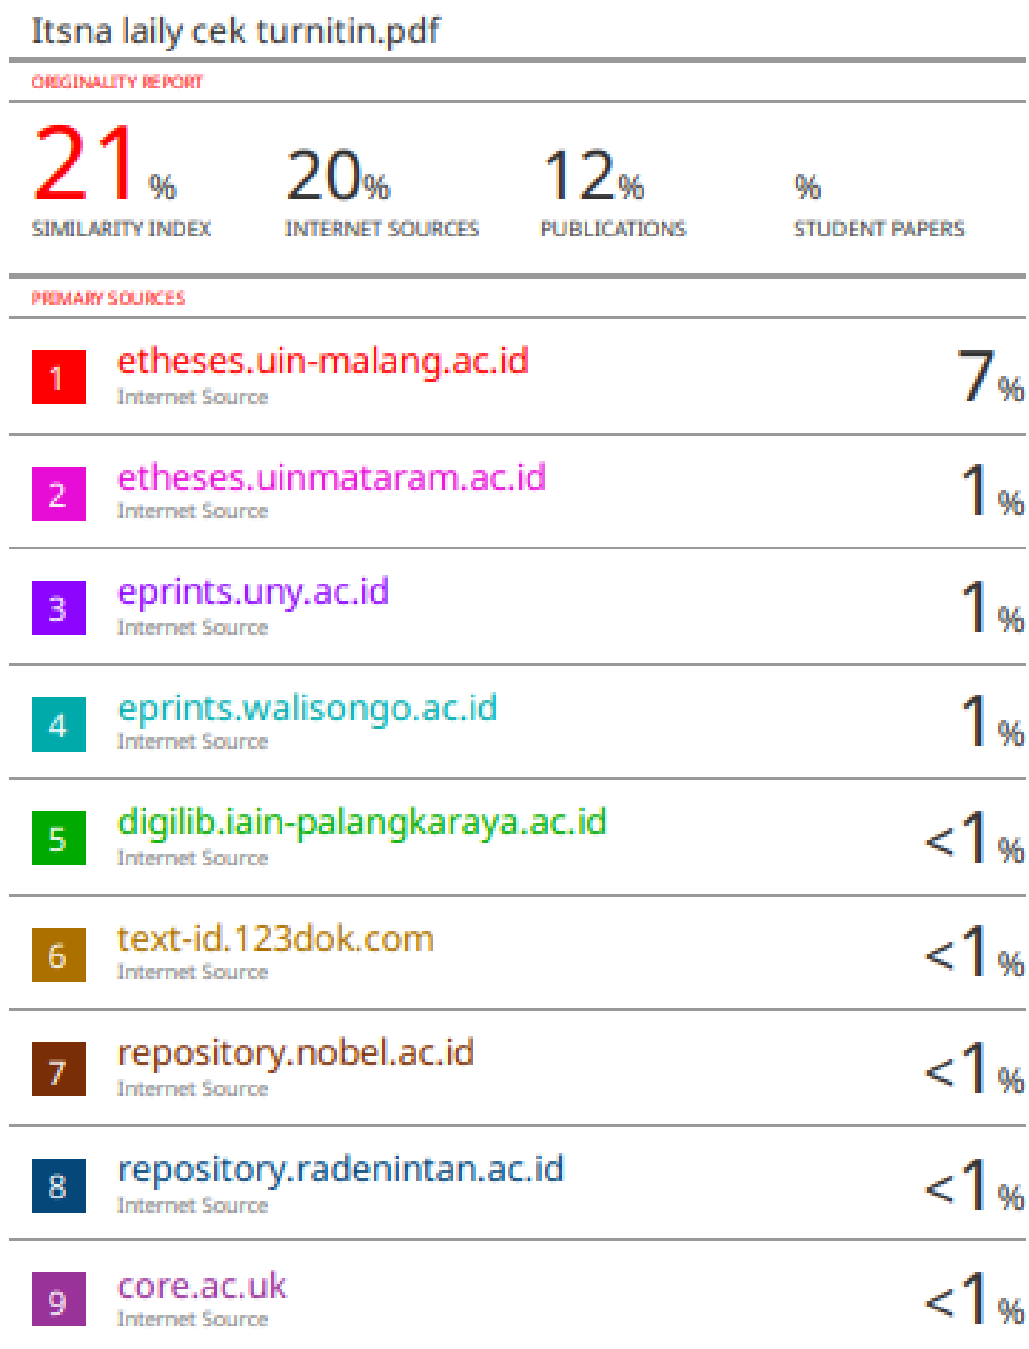 Itsna laily cek turnitin.pdf
ORIGINALITY REPORT
21% 20% 12% %
SIMILARITY INDEX INTERNET SOURCES PUBLICATIONS STUDENT PAPERS
PRIMARY SOURCES
1 etheses.uin-malang.ac.id 7%
Internet Source
2 etheses.uinmataram.ac.id 1%
Internet Source
3 eprints.uny.ac.id 1%
Internet Source
4 eprints.walisongo.ac.id 1%
Internet Source
5 digilib.iain-palangkaraya.ac.id <1%
Internet Source
6 text-id.123dok.com <1%
Internet Source
7 repository.nobel.ac.id <1%
Internet Source
8 repository.radenintan.ac.id <1%
Internet Source
9 core.ac.uk <1%
Internet Source